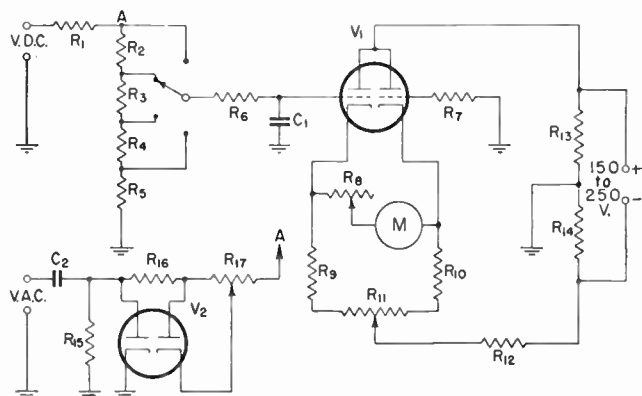 A
V.D.C.
R1
R2
R3
R4
R5
R6
C1
V1
R7
R13
150 +
to
250 -
V.
R14
R8
M
R9
R10
R11
R12
A
C2
R16
R17
V2
V.A.C.
R15